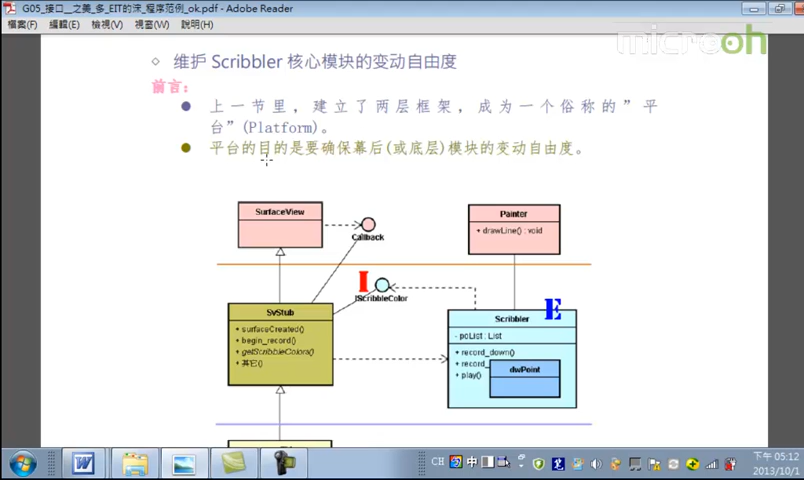 G05_接口__之美_多_EIT的深_程序范例_ok.pdf - Adobe Reader
檔案(F) 編輯(E) 檢視(V) 視窗(W) 說明(H)
microoh
◇ 维护 Scribbler 核心模块的变动自由度
前言：
● 上一节里，建立了两层框架，成为一个俗称的”平
台”(Platform)。
● 平台的目的是要确保幕后(或底层)模块的变动自由度。
SurfaceView
Callback
Painter
+ drawLine() : void
I
IScribbleColor
E
SvStub
+ surfaceCreated()
+ begin_record()
+ getScribbleColors()
+ 其它()
Scribbler
- poList : List
+ record_down()
+ record_
+ play()
dwPoint
CH 中
下午 05:12
2013/10/1